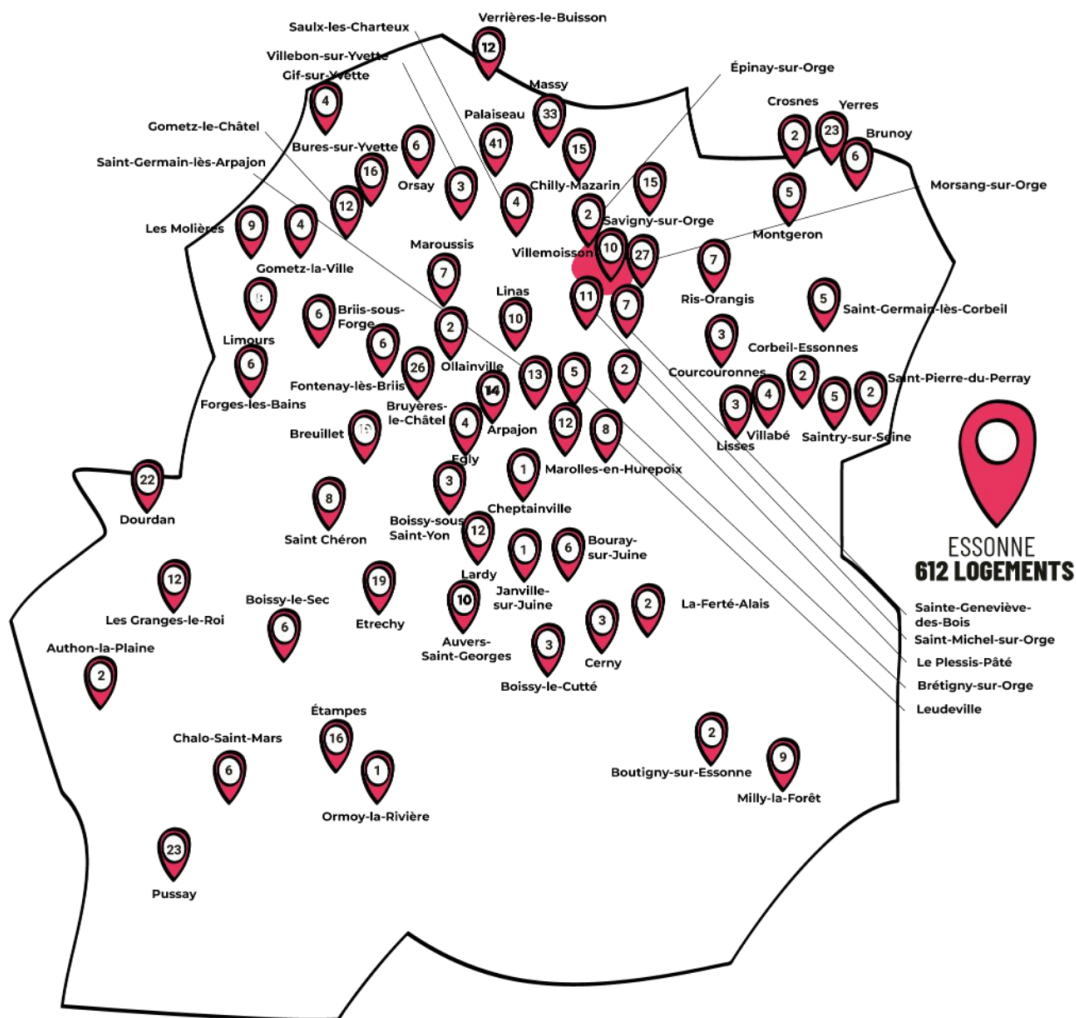 Verrières-le-Buisson
Saulx-les-Charteux
12
Villebon-sur-Yvette
Gif-sur-Yvette
Épinay-sur-Orge
Massy
4
Palaiseau
33
Crosnes
Yerres
Gometz-le-Châtel
2
23
Brunoy
Bures-sur-Yvette
6
41
15
6
Saint-Germain-lès-Arpajon
16
Orsay
3
Chilly-Mazarin
15
Morsang-sur-Orge
12
4
2
5
Les Molières
9
4
Savigny-sur-Orge
Montgeron
Maroussis
Villemoisson
10
27
Gometz-la-Ville
7
7
Linas
11
7
Ris-Orangis
5
Saint-Germain-lès-Corbeil
6
Briis-sous-
Forge
2
10
3
Limours
6
Corbeil-Essonnes
6
26
Ollainville
13
5
2
Courcouronnes
2
Saint-Pierre-du-Perray
Fontenay-lès-Briis
14
3
4
5
2
Forges-les-Bains
Bruyères-
le-Châtel
4
Arpajon
12
8
Villabé
Saintry-sur-Seine
Breuillet
Lisses
Egly
Marolles-en-Hurepoix
22
3
1
Dourdan
8
Cheptainville
Boissy-sous
Saint-Yon
Saint Chéron
12
ESSONNE
612 LOGEMENTS
1
6
Bouray-
sur-Juine
Lardy
12
19
Janville-
sur-Juine
Les Granges-le-Roi
Boissy-le-Sec
10
2
La-Ferté-Alais
Sainte-Geneviève-
des-Bois
Etrechy
6
3
Saint-Michel-sur-Orge
Auvers-
Saint-Georges
3
Authon-la-Plaine
Cerny
Le Plessis-Pâté
2
Boissy-le-Cutté
Brétigny-sur-Orge
Étampes
Leudeville
Chalo-Saint-Mars
16
2
6
1
9
Boutigny-sur-Essonne
Milly-la-Forêt
Ormoy-la-Rivière
23
Pussay